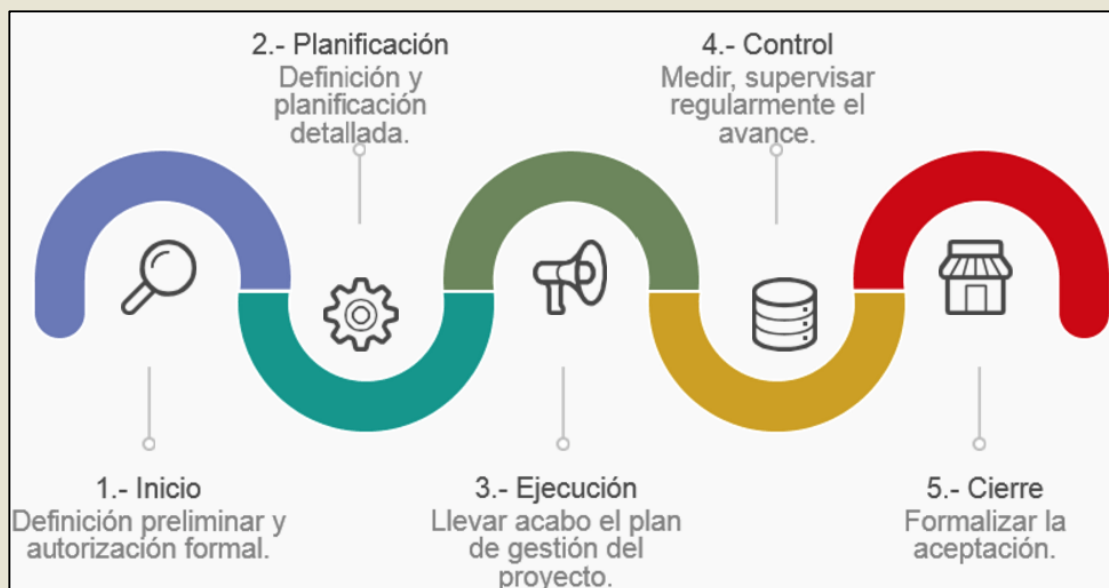 1.- Inicio
Definición preliminar y
autorización formal.
2.- Planificación
Definición y
planificación
detallada.
3.- Ejecución
Llevar acabo el plan
de gestión del
proyecto.
4.- Control
Medir, supervisar
regularmente el
avance.
5.- Cierre
Formalizar la
aceptación.